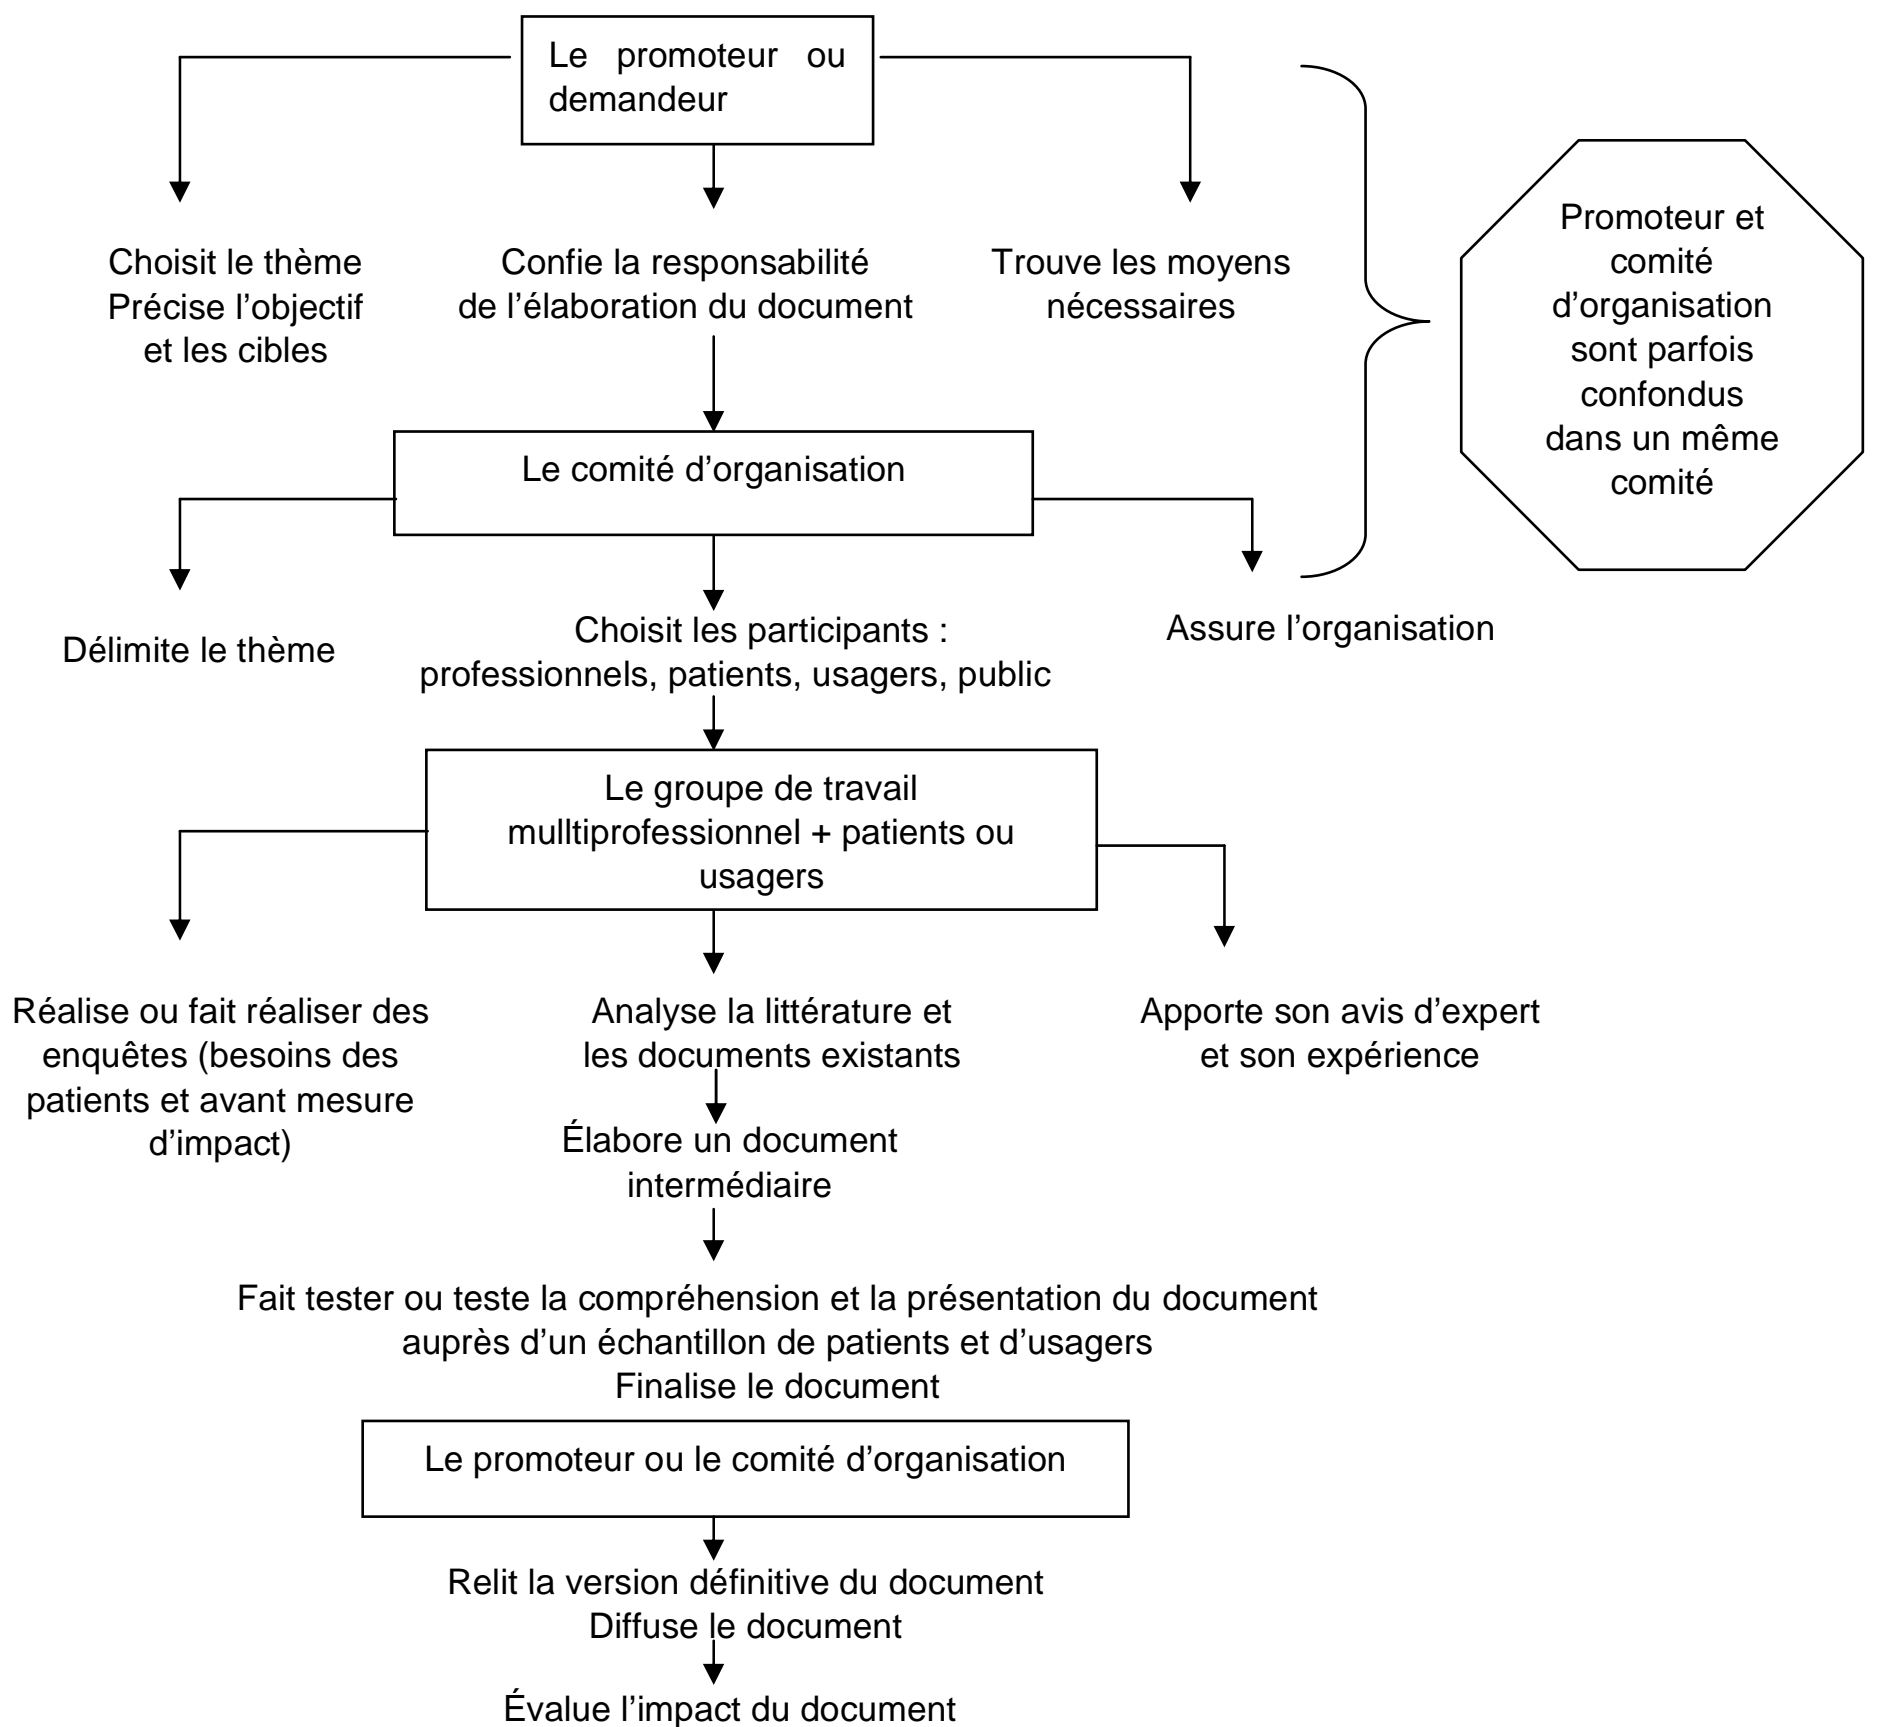 Le promoteur ou
demandeur
Choisit le thème
Précise l’objectif
et les cibles
Confie la responsabilité
de l’élaboration du document
Trouve les moyens
nécessaires
Promoteur et
comité
d’organisation
sont parfois
confondus
dans un même
comité
Le comité d’organisation
Délimite le thème
Choisit les participants :
professionnels, patients, usagers, public
Assure l’organisation
Le groupe de travail
mulltiprofessionnel + patients ou
usagers
Réalise ou fait réaliser des
enquêtes (besoins des
patients et avant mesure
d’impact)
Analyse la littérature et
les documents existants
Apporte son avis d’expert
et son expérience
Élabore un document
intermédiaire
Fait tester ou teste la compréhension et la présentation du document
auprès d’un échantillon de patients et d’usagers
Finalise le document
Le promoteur ou le comité d’organisation
Relit la version définitive du document
Diffuse le document
Évalue l’impact du document